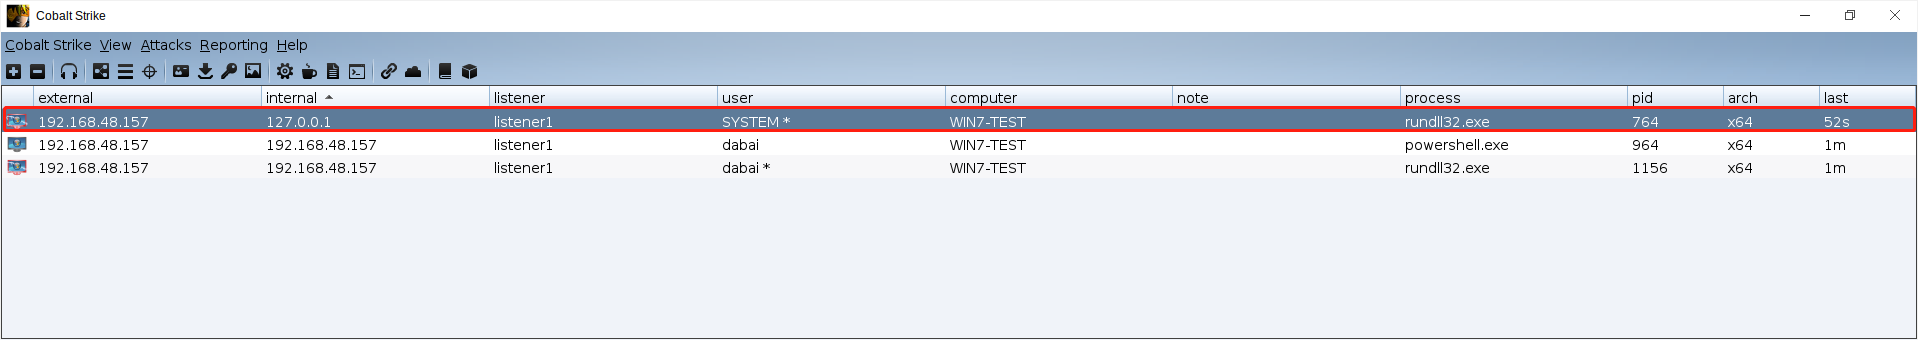 Cobalt Strike
Cobalt Strike View Attacks Reporting Help
external internal listener user computer note process pid arch last
192.168.48.157 127.0.0.1 listener1 SYSTEM * WIN7-TEST rundll32.exe 764 x64 52s
192.168.48.157 192.168.48.157 listener1 dabai WIN7-TEST powershell.exe 964 x64 1m
192.168.48.157 192.168.48.157 listener1 dabai * WIN7-TEST rundll32.exe 1156 x64 1m